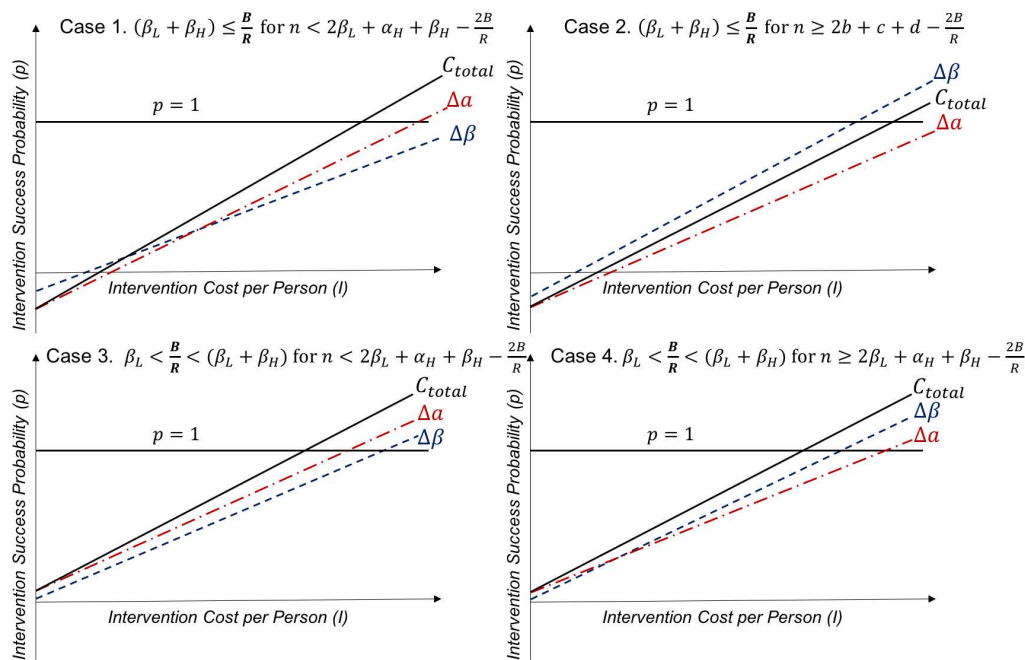 Case 1. (β_L + β_H) ≤ B/R for n < 2β_L + α_H + β_H − 2B/R
Intervention Success Probability (p)
C_total
Δa
p = 1
Δβ
Intervention Cost per Person (I)
Case 2. (β_L + β_H) ≤ B/R for n ≥ 2b + c + d − 2B/R
Intervention Success Probability (p)
Δβ
C_total
p = 1
Δa
Intervention Cost per Person (I)
Case 3. β_L < B/R < (β_L + β_H) for n < 2β_L + α_H + β_H − 2B/R
Intervention Success Probability (p)
C_total
Δa
p = 1
Δβ
Intervention Cost per Person (I)
Case 4. β_L < B/R < (β_L + β_H) for n ≥ 2β_L + α_H + β_H − 2B/R
Intervention Success Probability (p)
C_total
Δβ
p = 1
Δa
Intervention Cost per Person (I)